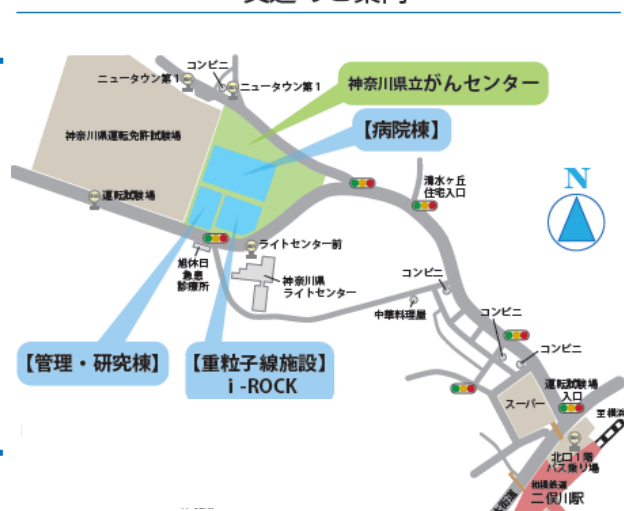 コンビニ
ニュータウン第1
ニュータウン第1
神奈川県立がんセンター
神奈川県運転免許試験場
【病院棟】
清水ヶ丘
住宅入口
N
運転試験場
ライトセンター前
旭休日
急患
診療所
神奈川県
ライトセンター
コンビニ
中華料理屋
コンビニ
コンビニ
【管理・研究棟】
【重粒子線施設】
i-ROCK
運転試験場
入口
スーパー
至横浜
北口1階
バス乗り場
相模鉄道
二俣川駅